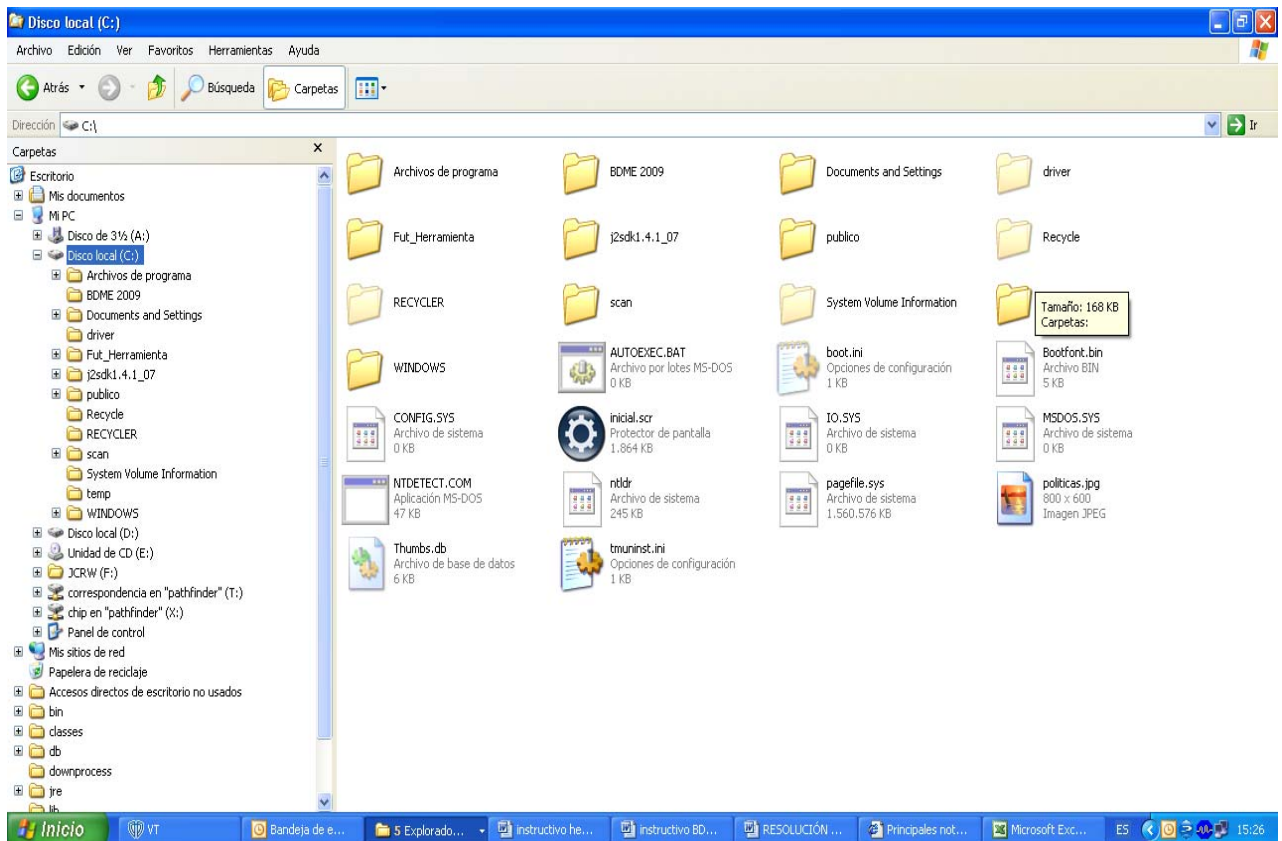 Disco local (C:)
Archivo Edición Ver Favoritos Herramientas Ayuda
Atrás Búsqueda Carpetas
Dirección C:\ Ir
Carpetas x
Escritorio
Mis documentos
Mi PC
Disco de 3½ (A:)
Disco local (C:)
Archivos de programa
BDME 2009
Documents and Settings
driver
Fut_Herramienta
j2sdk1.4.1_07
publico
Recycle
RECYCLER
scan
System Volume Information
temp
WINDOWS
Disco local (D:)
Unidad de CD (E:)
JCRW (F:)
correspondencia en "pathfinder" (T:)
chip en "pathfinder" (X:)
Panel de control
Mis sitios de red
Papelera de reciclaje
Accesos directos de escritorio no usados
bin
classes
db
downprocess
jre
lib
Archivos de programa
BDME 2009
Documents and Settings
driver
Fut_Herramienta
j2sdk1.4.1_07
publico
Recycle
RECYCLER
scan
System Volume Information
Tamaño: 168 KB
Carpetas:
WINDOWS
AUTOEXEC.BAT
Archivo por lotes MS-DOS
0 KB
boot.ini
Opciones de configuración
1 KB
Bootfont.bin
Archivo BIN
5 KB
CONFIG.SYS
Archivo de sistema
0 KB
inicial.scr
Protector de pantalla
1.864 KB
IO.SYS
Archivo de sistema
0 KB
MSDOS.SYS
Archivo de sistema
0 KB
NTDETECT.COM
Aplicación MS-DOS
47 KB
ntldr
Archivo de sistema
245 KB
pagefile.sys
Archivo de sistema
1.560.576 KB
politicas.jpg
800 x 600
Imagen JPEG
Thumbs.db
Archivo de base de datos
6 KB
tmuninst.ini
Opciones de configuración
1 KB
Inicio VT Bandeja de e... 5 Explorado... instructivo he... instructivo BD... RESOLUCIÓN ... Principales not... Microsoft Exc... ES 15:26